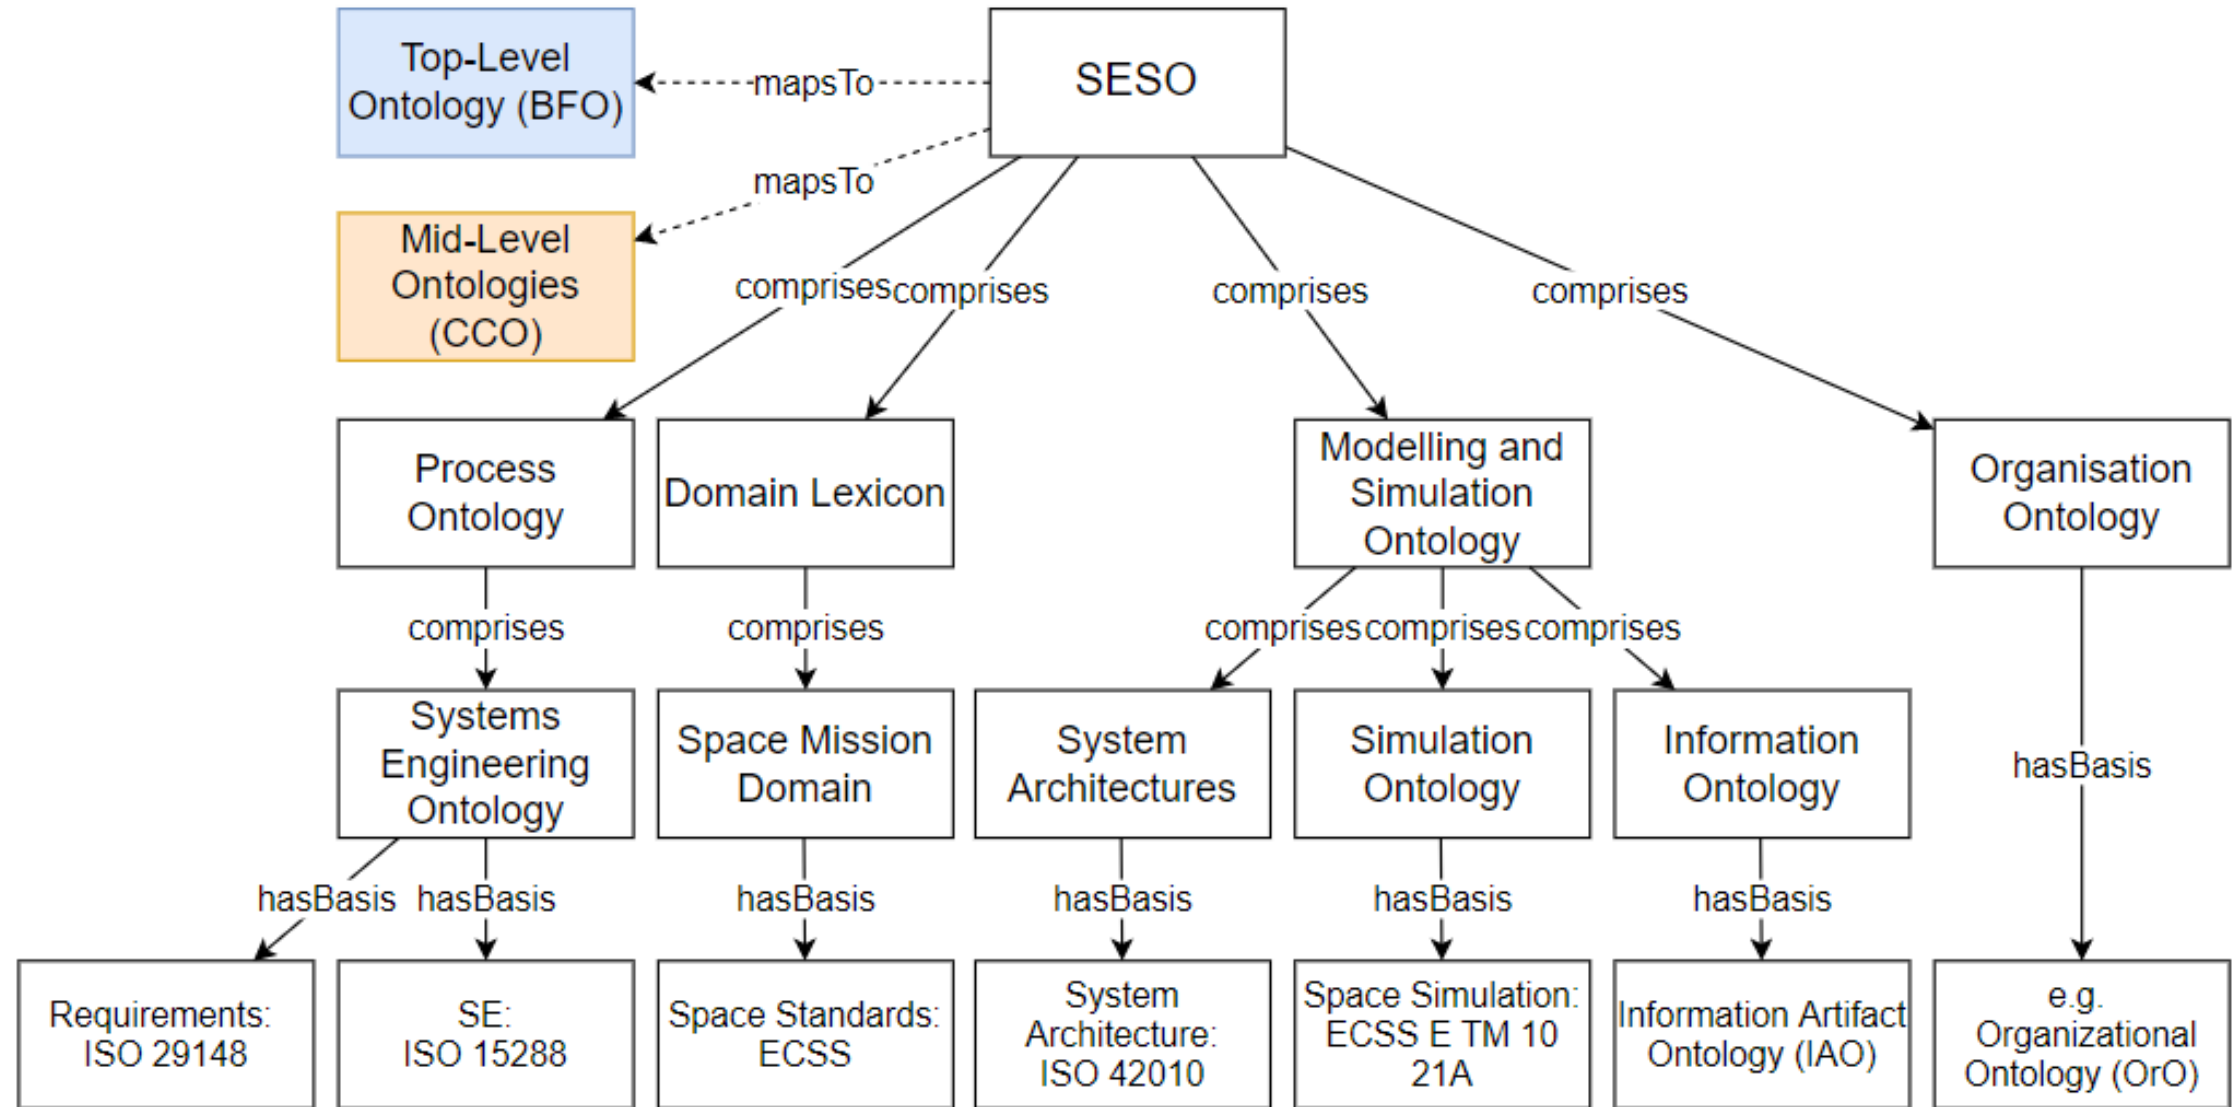 Top-Level
Ontology (BFO)
mapsTo
SESO
mapsTo
Mid-Level
Ontologies
(CCO)
comprises
comprises
comprises
comprises
Process
Ontology
Domain Lexicon
Modelling and
Simulation
Ontology
Organisation
Ontology
comprises
comprises
comprises
comprises
comprises
Systems
Engineering
Ontology
Space Mission
Domain
System
Architectures
Simulation
Ontology
Information
Ontology
hasBasis
hasBasis
hasBasis
hasBasis
hasBasis
hasBasis
hasBasis
Requirements:
ISO 29148
SE:
ISO 15288
Space Standards:
ECSS
System
Architecture:
ISO 42010
Space Simulation:
ECSS E TM 10
21A
Information Artifact
Ontology (IAO)
e.g.
Organizational
Ontology (OrO)